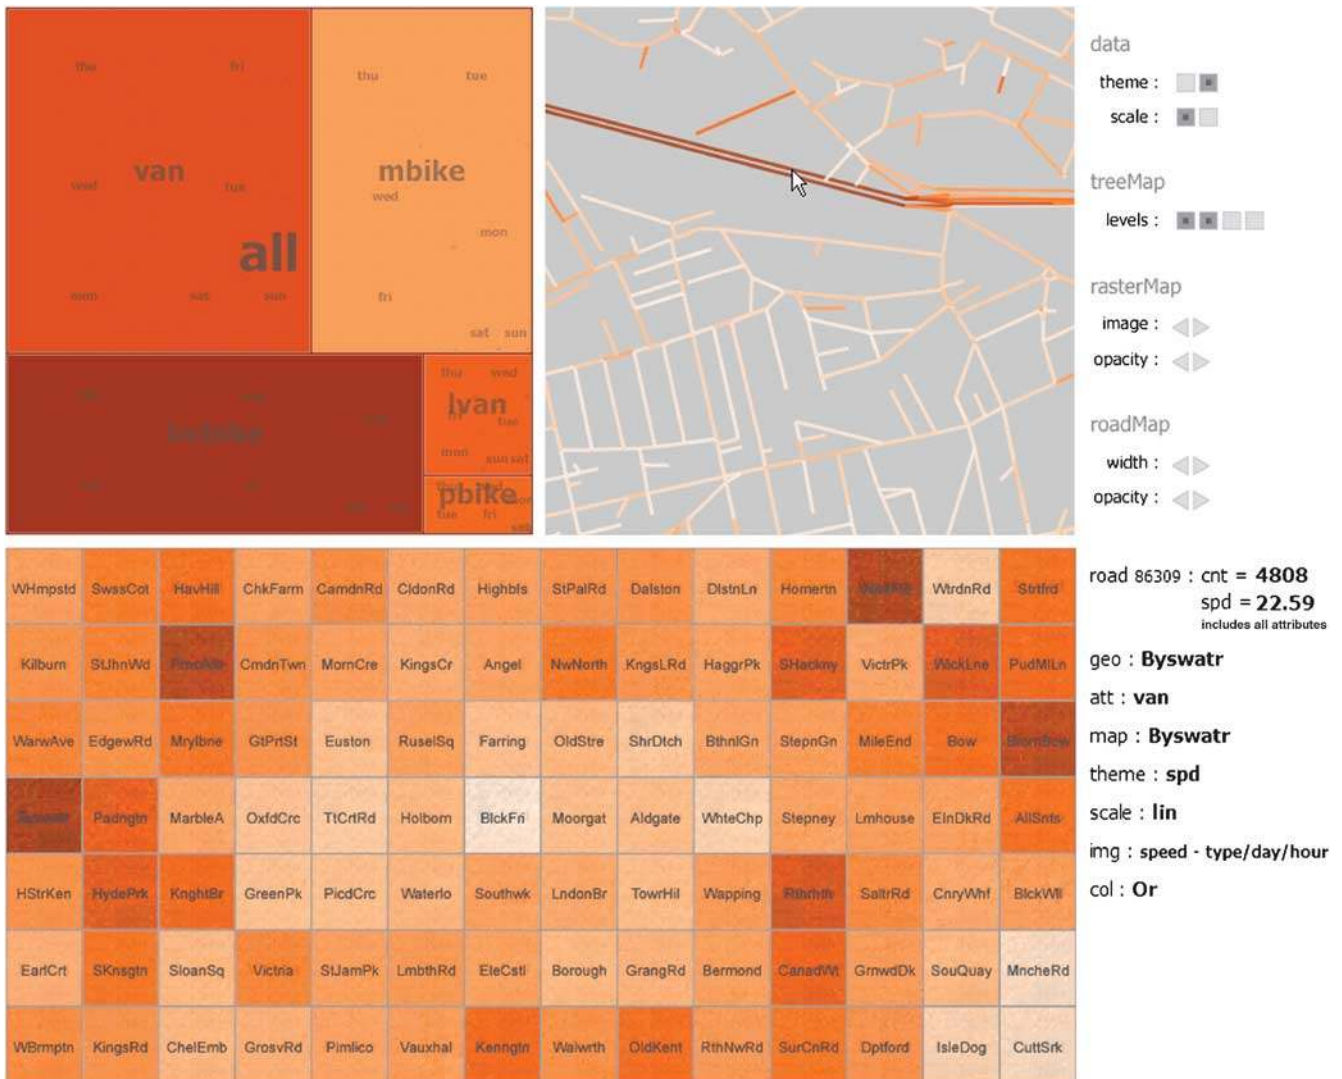 thu fri
van
wed tue
all
mon sat sun
thu tue
mbike
wed
mon
fri
sat sun
thu wed
lvan
fri tue
mon sun sat
pbike
tue fri
sat
data
theme :
scale :
treeMap
levels :
rasterMap
image :
opacity :
roadMap
width :
opacity :
WHmpstd SwssCot HavHill ChkFarm CamdnRd CldonRd Highbls StPalRd Dalston DlstnLn Homertn WtrdnRd Strtfrd
Kilburn StJhnWd CmdnTwn MornCre KingsCr Angel NwNorth KngsLRd HaggrPk SHackny VictrPk WickLne PudMlLn
WarwAve EdgewRd Mrylbne GtPrtSt Euston RuselSq Farring OldStre ShrDtch BthnlGn StepnGn MileEnd Bow
Padngtn MarbleA OxfdCrc TtCrtRd Holborn BlckFri Moorgat Aldgate WhteChp Stepney Lmhouse EInDkRd AllSnts
HStrKen HydePrk KnghtBr GreenPk PicdCrc Waterlo Southwk LndonBr TowrHil Wapping SaltrRd CnryWhf BlckWll
EarlCrt SKnsgtn SloanSq Victria StJamPk LmbthRd EleCstl Borough GrangRd Bermond CanadWt GrnwdDk SouQuay MncheRd
WBrmptn KingsRd ChelEmb GrosvRd Pimlico Vauxhal Kenngtn Walwrth OldKent RthNwRd SurCnRd Dptford IsleDog CuttSrk
road 86309 : cnt = 4808
spd = 22.59
includes all attributes
geo : Byswatr
att : van
map : Byswatr
theme : spd
scale : lin
img : speed - type/day/hour
col : Or